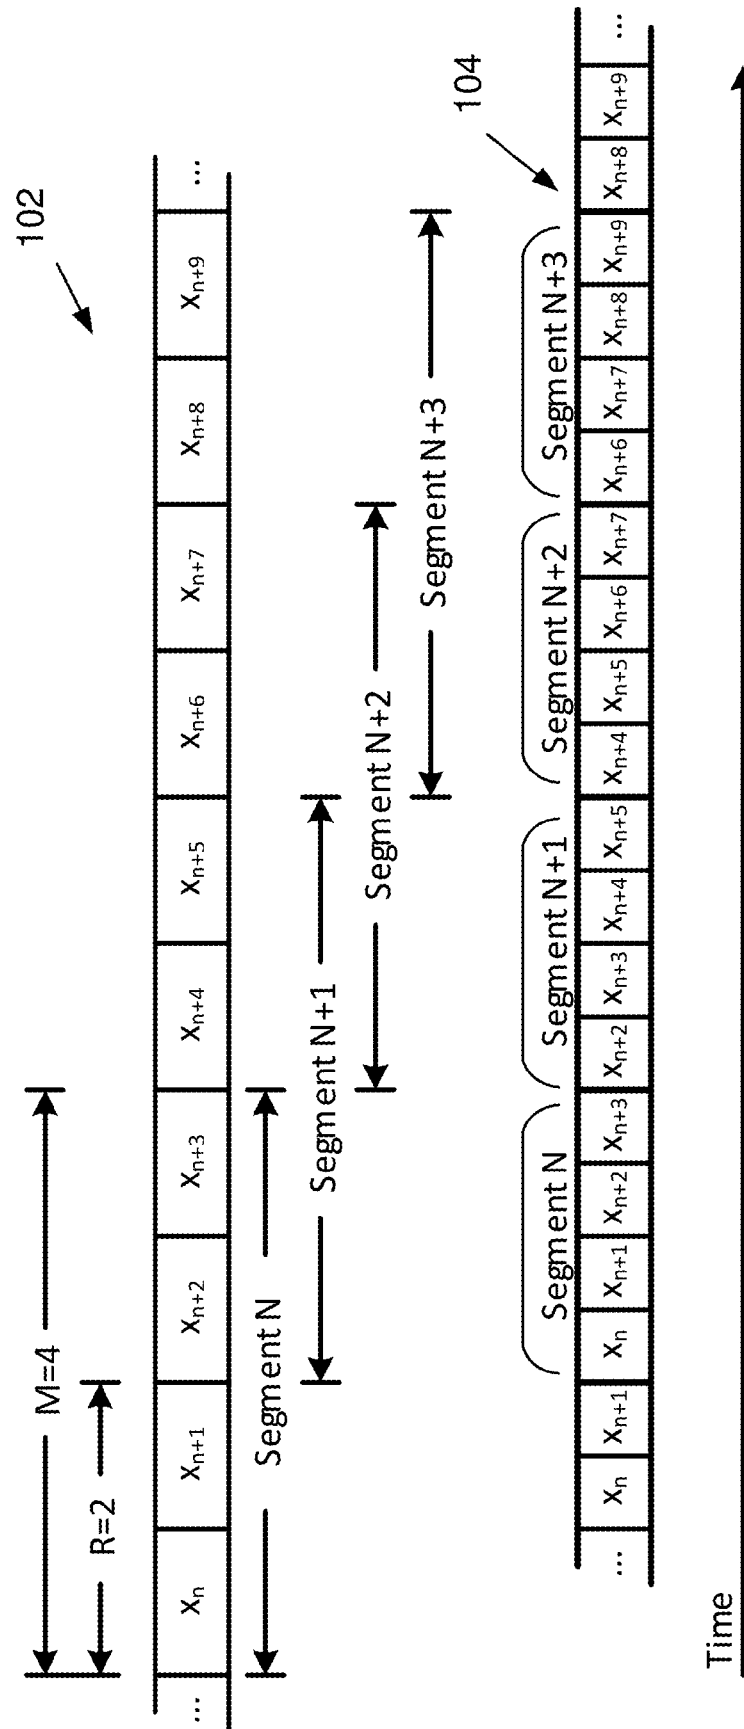 102
M=4
R=2
... Xₙ Xₙ₊₁ Xₙ₊₂ Xₙ₊₃ Xₙ₊₄ Xₙ₊₅ Xₙ₊₆ Xₙ₊₇ Xₙ₊₈ Xₙ₊₉ ...
Segment N
Segment N+1
Segment N+2
Segment N+3
104
Segment N Segment N+1 Segment N+2 Segment N+3
... Xₙ Xₙ₊₁ Xₙ Xₙ₊₁ Xₙ₊₂ Xₙ₊₃ Xₙ₊₂ Xₙ₊₃ Xₙ₊₄ Xₙ₊₅ Xₙ₊₄ Xₙ₊₅ Xₙ₊₆ Xₙ₊₇ Xₙ₊₆ Xₙ₊₇ Xₙ₊₈ Xₙ₊₉ Xₙ₊₈ Xₙ₊₉ ...
Time